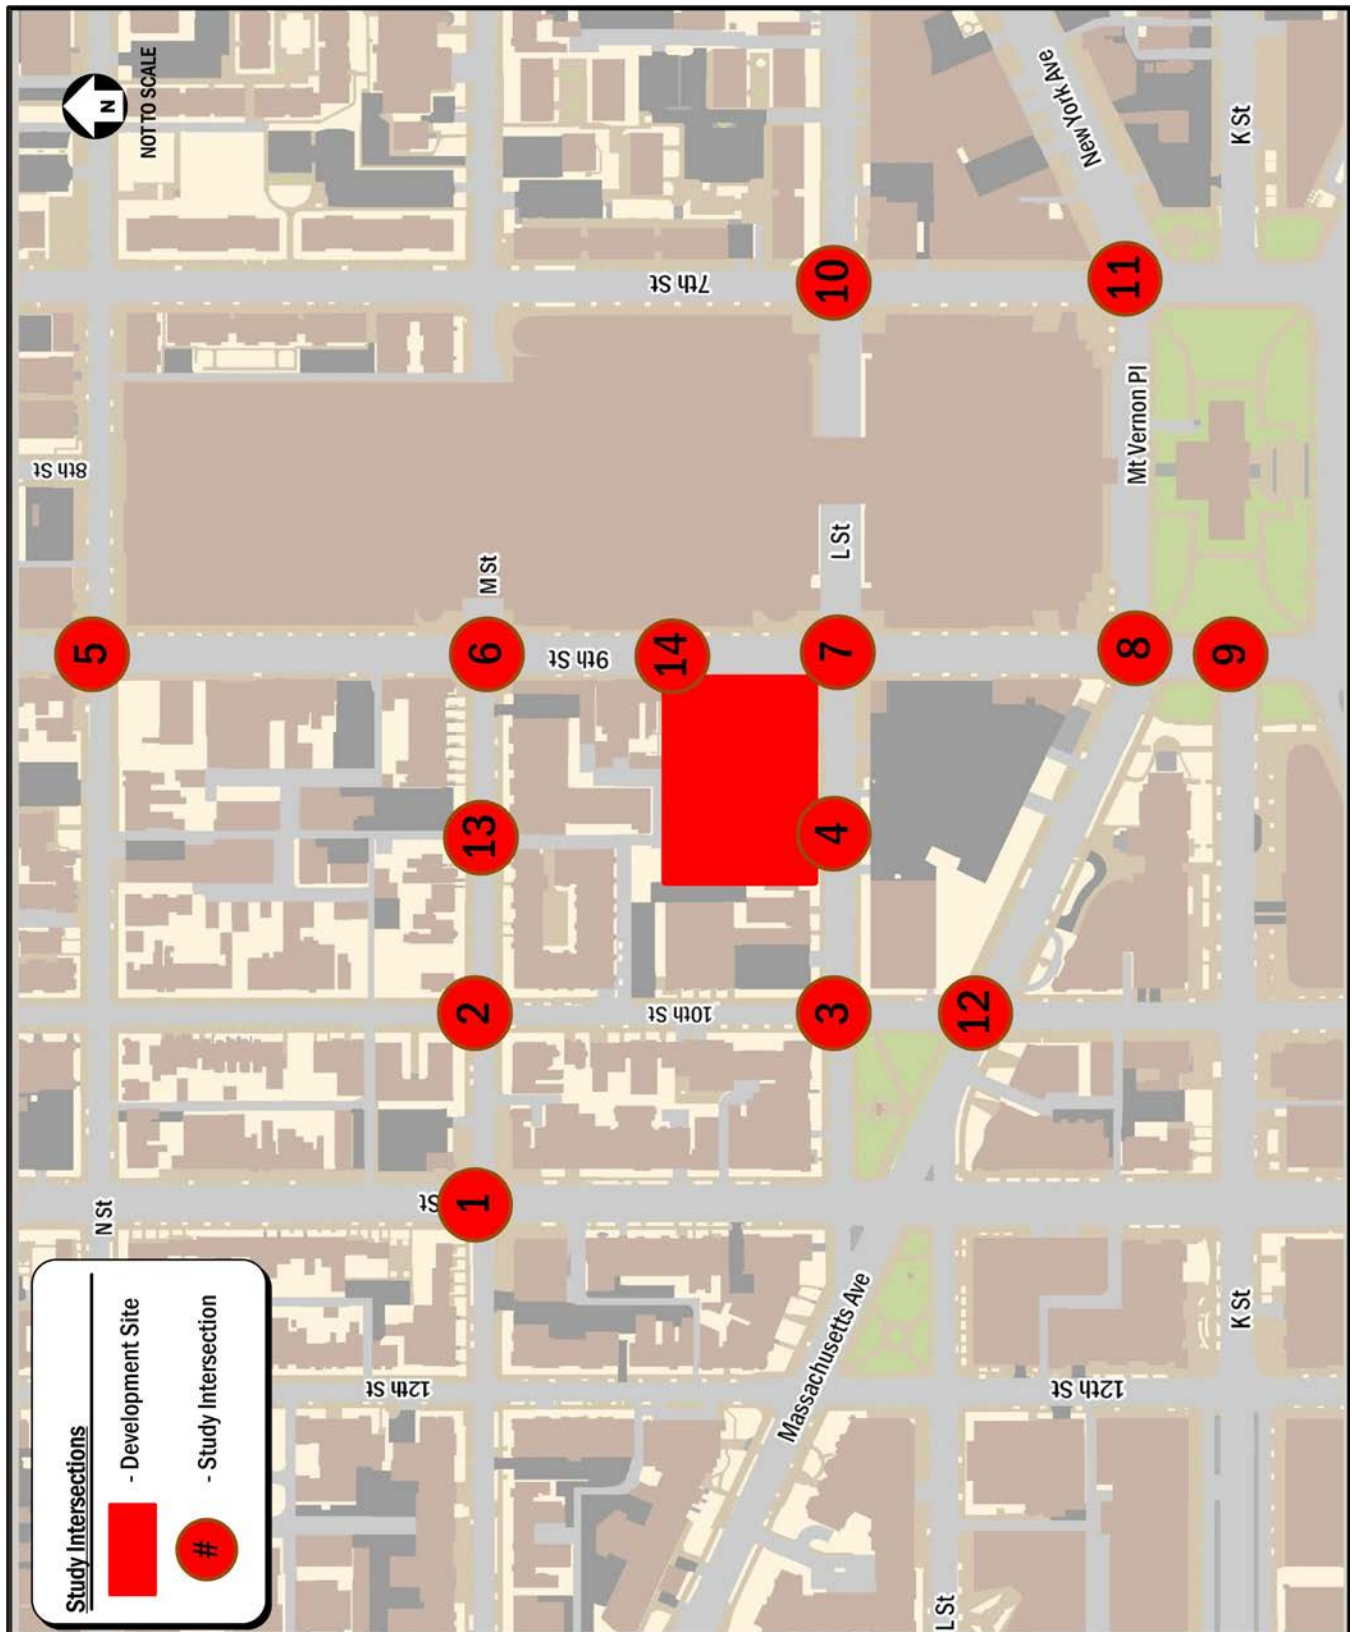 Study Intersections
- Development Site
#
- Study Intersection
N
NOT TO SCALE
N St
8th St
5
12th St
St
1
2
13
6
M St
9th St
14
10th St
7th St
Massachusetts Ave
3
4
7
L St
10
L St
12
12th St
8
Mt Vernon Pl
11
New York Ave
K St
9
K St